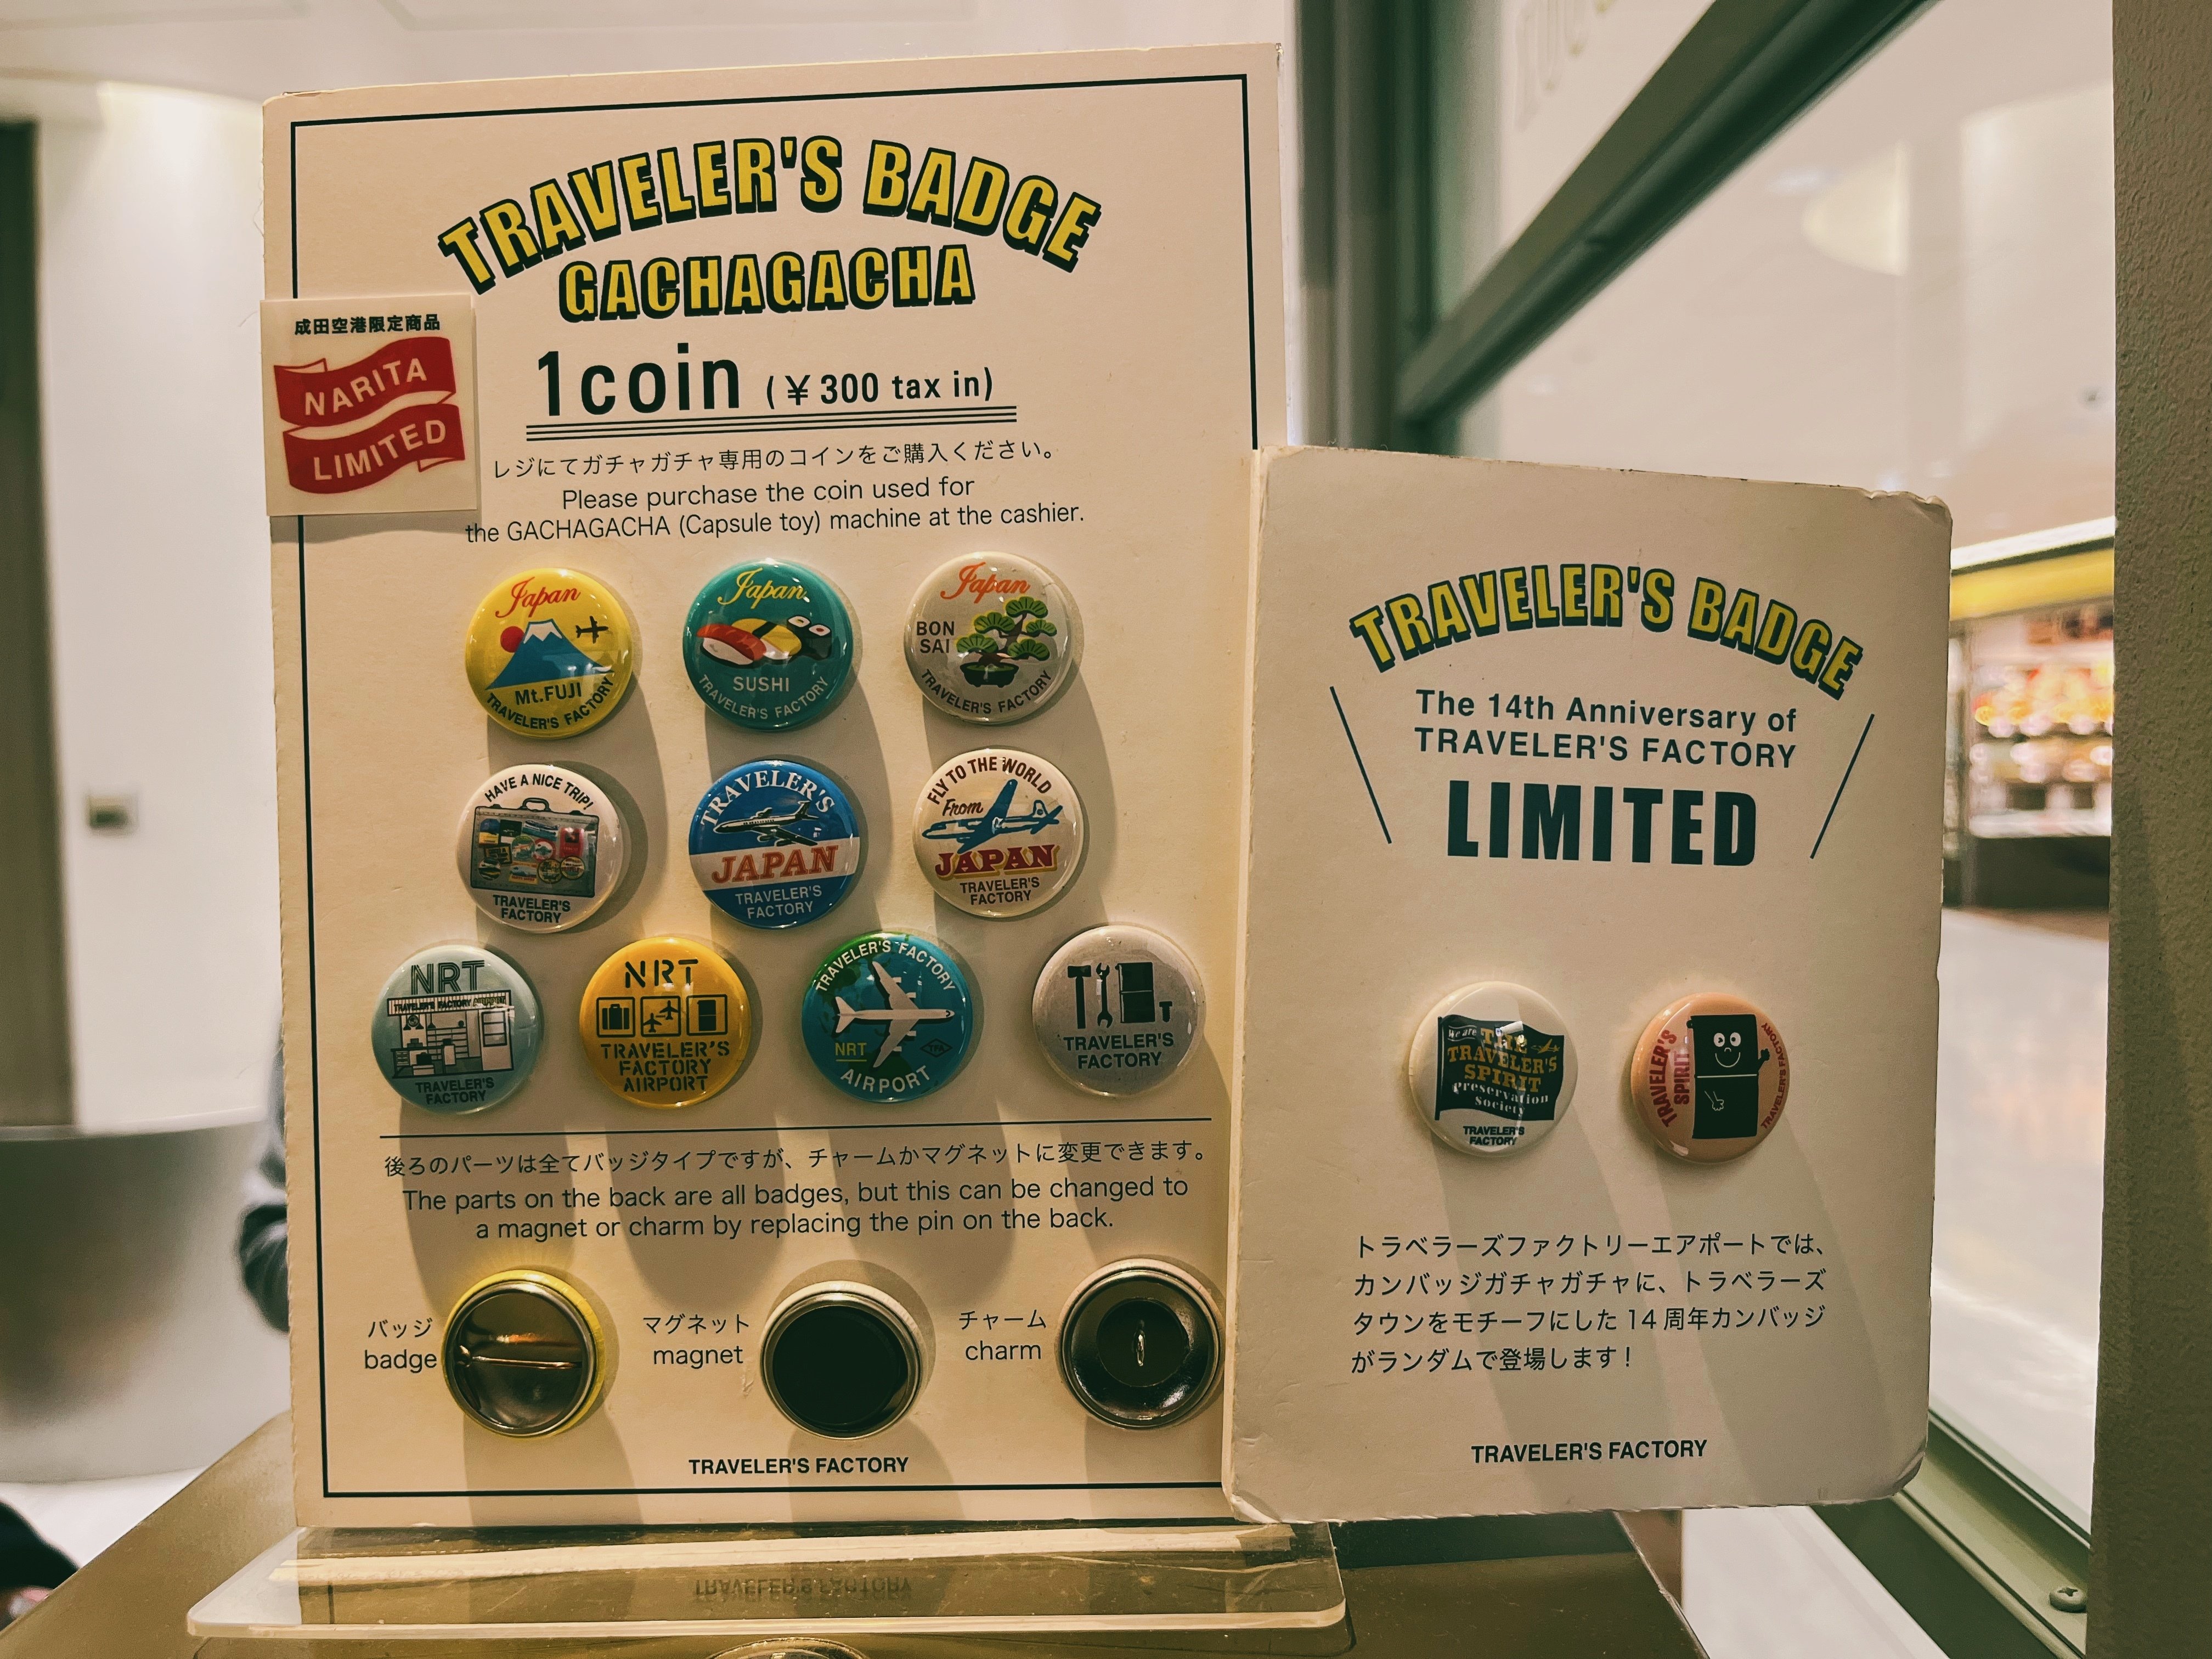 TRAVELER'S BADGE
GACHAGACHA
成田空港限定商品
NARITA
LIMITED
1coin (¥300 tax in)
レジにてガチャガチャ専用のコインをご購入ください。
Please purchase the coin used for
the GACHAGACHA (Capsule toy) machine at the cashier.
Japan
Mt.FUJI
TRAVELER'S FACTORY
Japan
SUSHI
TRAVELER'S FACTORY
Japan
BON
SAI
TRAVELER'S FACTORY
HAVE A NICE TRIP!
TRAVELER'S
FACTORY
TRAVELER'S
JAPAN
TRAVELER'S
FACTORY
FLY TO THE WORLD
From
JAPAN
TRAVELER'S
FACTORY
NRT
TRAVELER'S FACTORY
TRAVELER'S
FACTORY
NRT
TRAVELER'S
FACTORY
AIRPORT
TRAVELER'S FACTORY
NRT
TFA
AIRPORT
TRAVELER'S
FACTORY
後ろのパーツは全てバッジタイプですが、チャームかマグネットに変更できます。
The parts on the back are all badges, but this can be changed to
a magnet or charm by replacing the pin on the back.
バッジ
badge
マグネット
magnet
チャーム
charm
TRAVELER'S FACTORY
TRAVELER'S BADGE
The 14th Anniversary of
TRAVELER'S FACTORY
LIMITED
We are
THE
TRAVELER'S
SPIRIT
Preservation
Society
TRAVELER'S
FACTORY
TRAVELER'S
SPIRIT
TRAVELER'S FACTORY
トラベラーズファクトリーエアポートでは、
カンバッジガチャガチャに、トラベラーズ
タウンをモチーフにした 14 周年カンバッジ
がランダムで登場します！
TRAVELER'S FACTORY